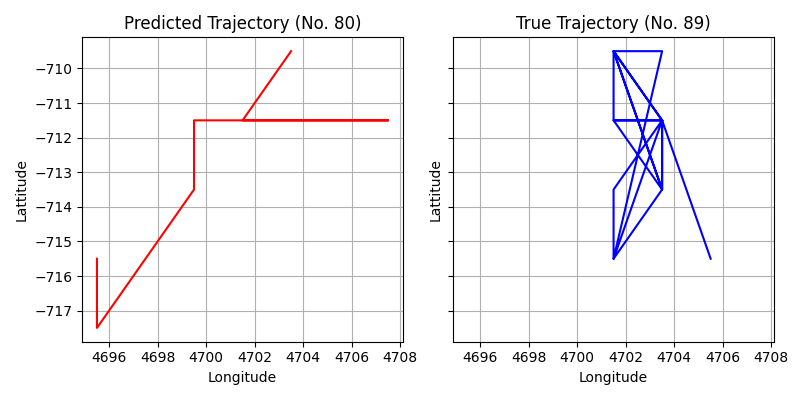 Predicted Trajectory (No. 80)
True Trajectory (No. 89)
Lattitude
−710
−711
−712
−713
−714
−715
−716
−717
4696 4698 4700 4702 4704 4706 4708
Longitude
Lattitude
4696 4698 4700 4702 4704 4706 4708
Longitude